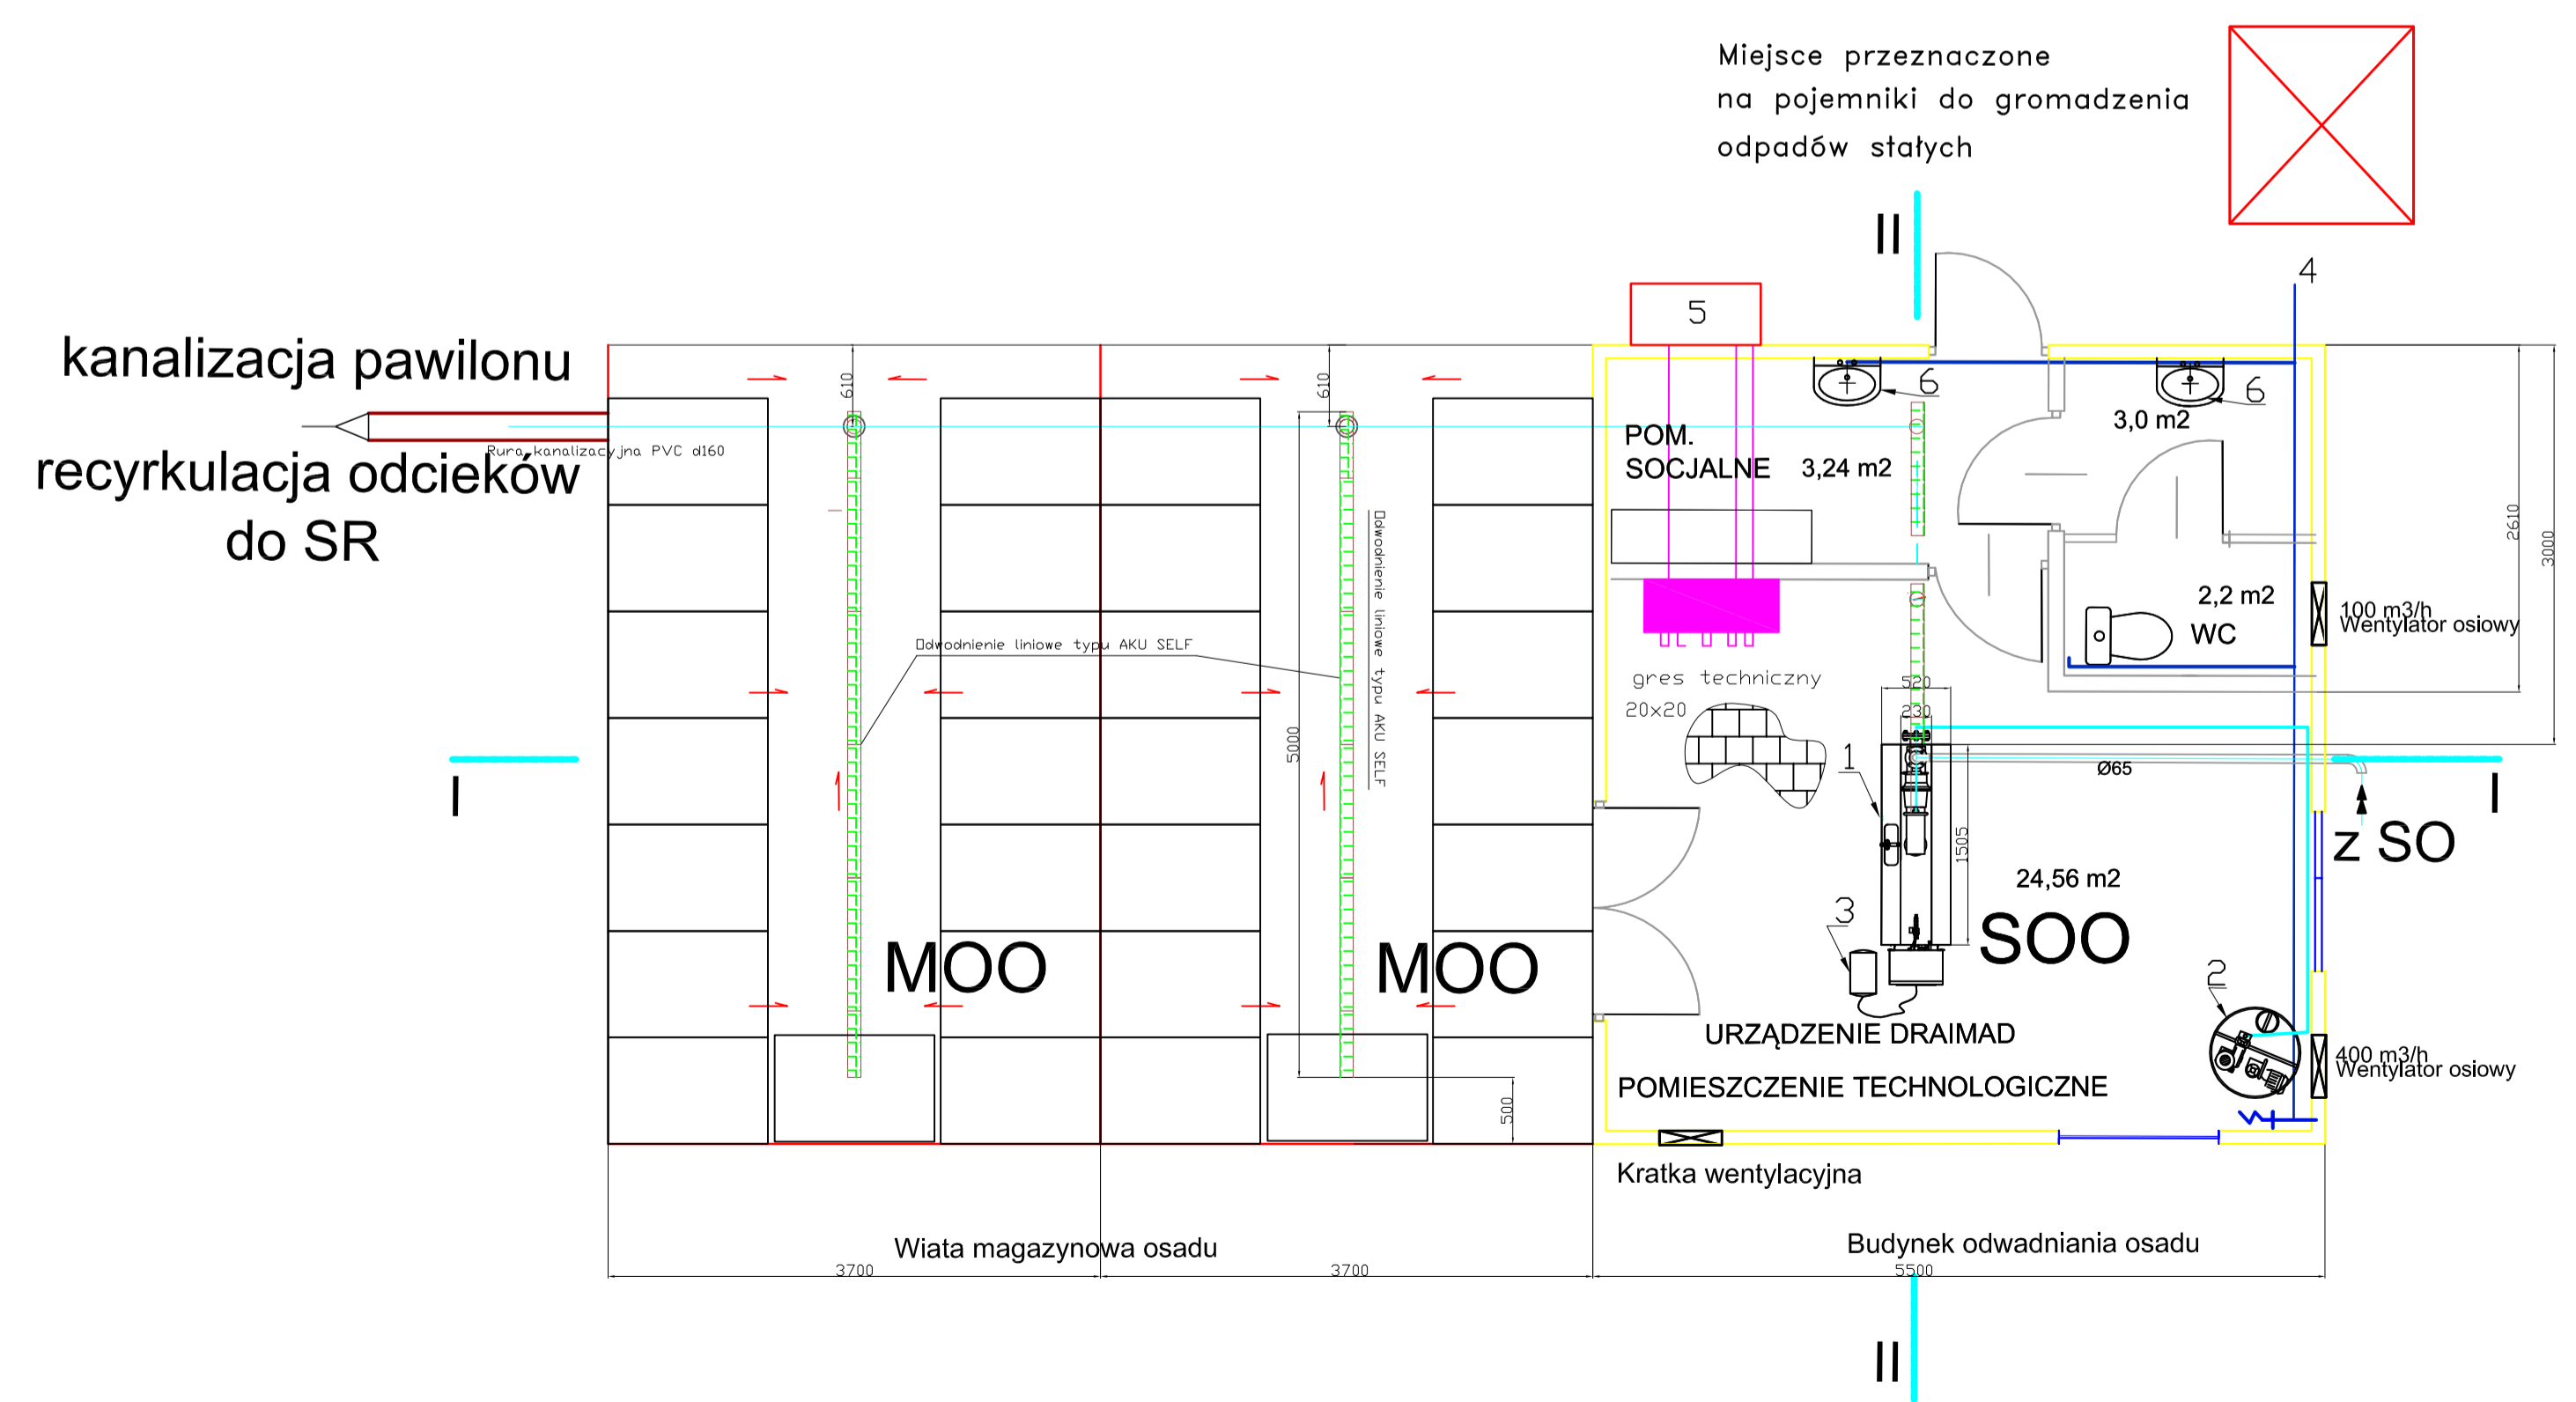 Miejsce przeznaczone
na pojemniki do gromadzenia
odpadów stałych
II
4
5
kanalizacja pawilonu
610
610
6
6
3,0 m2
POM.
SOCJALNE 3,24 m2
Rura kanalizacyjna PVC d160
recyrkulacja odcieków
do SR
Odwodnienie liniowe typu AKU SELF
2610
3000
2,2 m2
WC
100 m3/h
Wentylator osiowy
Odwodnienie liniowe typu AKU SELF
gres techniczny
20x20
520
230
5000
1
Ø65
I
I
z SO
1505
24,56 m2
SOO
3
MOO
MOO
2
URZĄDZENIE DRAIMAD
400 m3/h
Wentylator osiowy
POMIESZCZENIE TECHNOLOGICZNE
500
Kratka wentylacyjna
Wiata magazynowa osadu
Budynek odwadniania osadu
3700
3700
5500
II